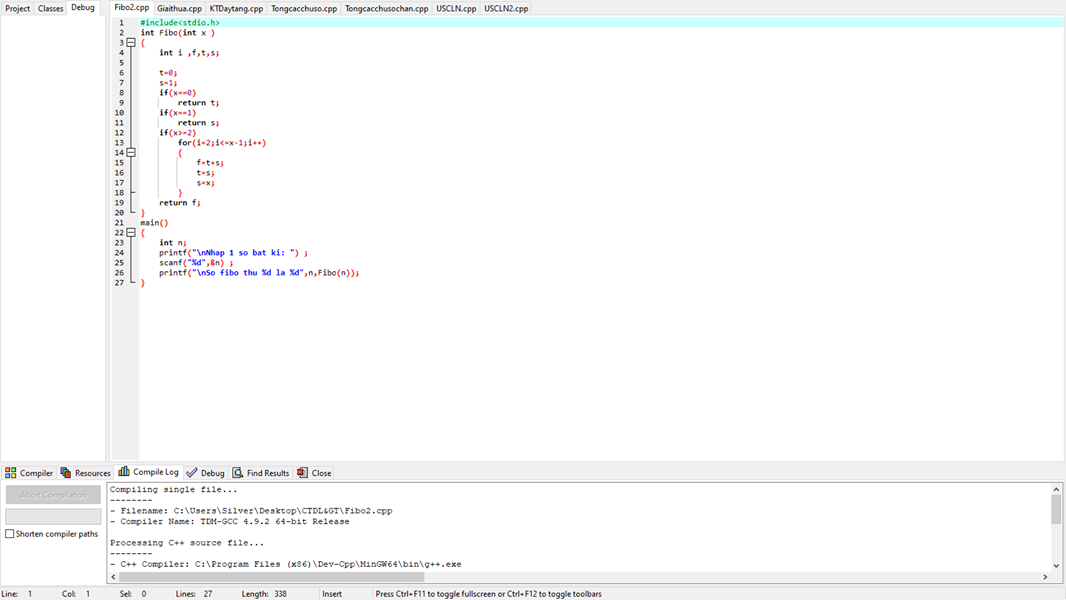 Project Classes Debug
Fibo2.cpp Giaithua.cpp KTDaytang.cpp Tongcacchuso.cpp Tongcacchusochan.cpp USCLN.cpp USCLN2.cpp
1 #include<stdio.h>
2 int Fibo(int x )
3 {
4 int i ,f,t,s;
5
6 t=0;
7 s=1;
8 if(x==0)
9 return t;
10 if(x==1)
11 return s;
12 if(x>=2)
13 for(i=2;i<=x-1;i++)
14 {
15 f=t+s;
16 t=s;
17 s=x;
18 }
19 return f;
20 }
21 main()
22 {
23 int n;
24 printf("\nNhap 1 so bat ki: ") ;
25 scanf("%d",&n) ;
26 printf("\nSo fibo thu %d la %d",n,Fibo(n));
27 }
Compiler Resources Compile Log Debug Find Results Close
Abort Compilation
Shorten compiler paths
Compiling single file...
--------
- Filename: C:\Users\Silver\Desktop\CTDL&GT\Fibo2.cpp
- Compiler Name: TDM-GCC 4.9.2 64-bit Release
Processing C++ source file...
--------
- C++ Compiler: C:\Program Files (x86)\Dev-Cpp\MinGW64\bin\g++.exe
Line: 1 Col: 1 Sel: 0 Lines: 27 Length: 338 Insert Press Ctrl+F11 to toggle fullscreen or Ctrl+F12 to toggle toolbars